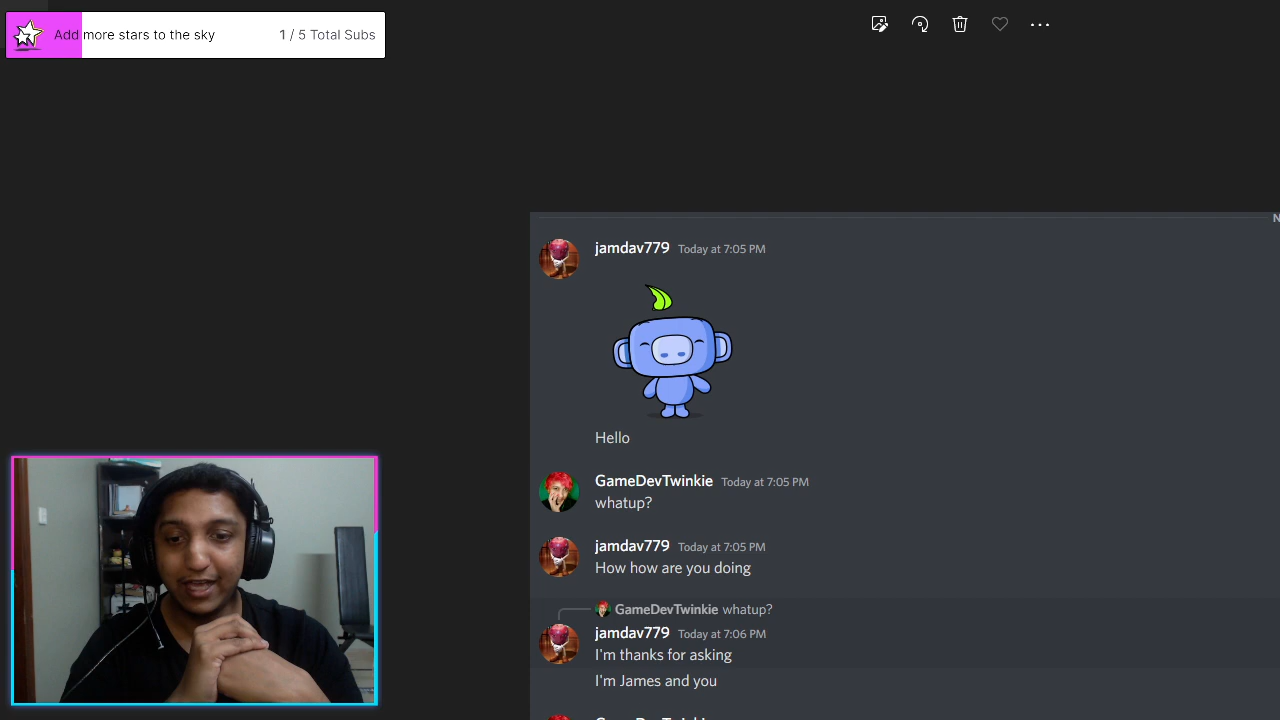 Add more stars to the sky 1 / 5 Total Subs
jamdav779 Today at 7:05 PM
Hello
GameDevTwinkie Today at 7:05 PM
whatup?
jamdav779 Today at 7:05 PM
How how are you doing
GameDevTwinkie whatup?
jamdav779 Today at 7:06 PM
I'm thanks for asking
I'm James and you